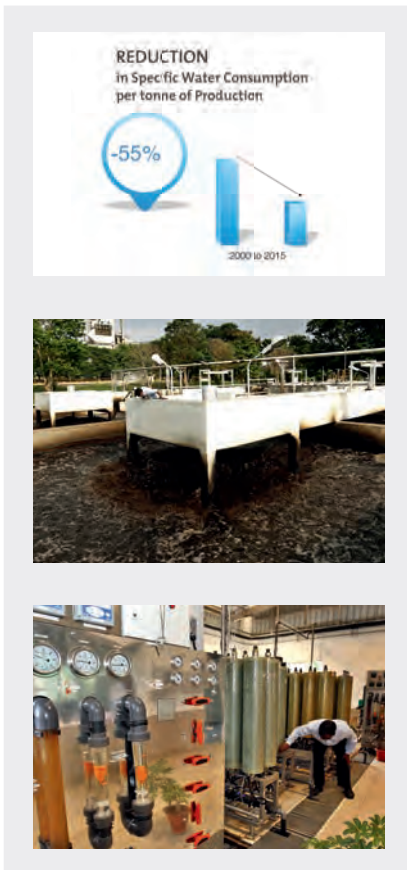 REDUCTION
in Specific Water Consumption
per tonne of Production
-55%
2000 to 2015